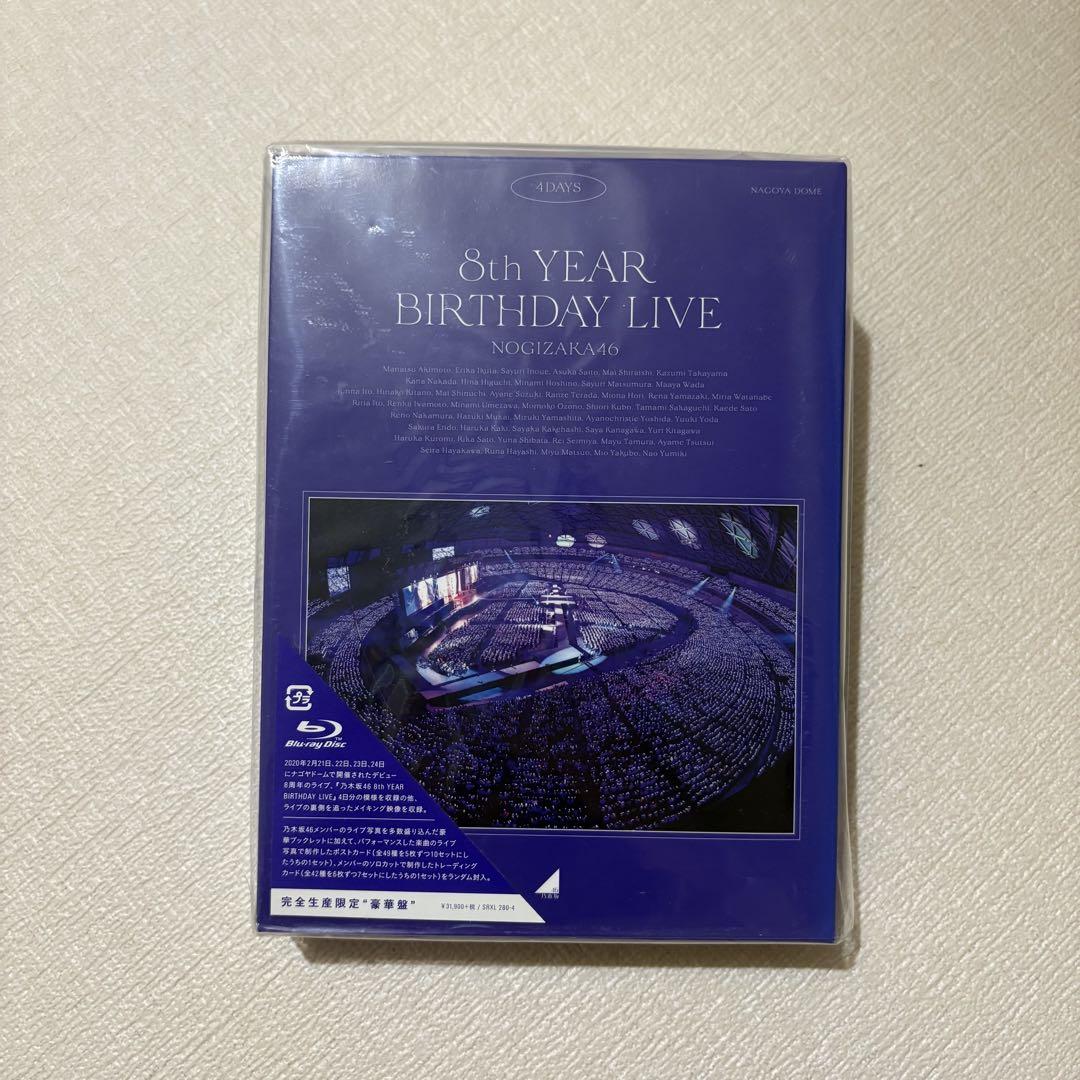 4DAYS
NAGOYA DOME
8th YEAR
BIRTHDAY LIVE
NOGIZAKA46
Manatsu Akimoto, Erika Ikuta, Sayuri Inoue, Asuka Saito, Mai Shiraishi, Kazumi Takayama
Kana Nakada, Hina Higuchi, Minami Hoshino, Sayuri Matsumura, Maaya Wada
Junna Ito, Hinako Kitano, Mai Shinuchi, Ayane Suzuki, Ranze Terada, Miona Hori, Rena Yamazaki, Miria Watanabe
Riria Ito, Renka Iwamoto, Minami Umezawa, Momoko Ozono, Shiori Kubo, Tamami Sakaguchi, Kaede Sato
Reno Nakamura, Hazuki Mukai, Mizuki Yamashita, Ayanochristie Yoshida, Yuuki Yoda
Sakura Endo, Haruka Kaki, Sayaka Kakehashi, Saya Kanagawa, Yuri Kitagawa
Haruka Kuromi, Rika Sato, Yuna Shibata, Rei Seimiya, Mayu Tamura, Ayame Tsutsui
Seira Hayakawa, Runa Hayashi, Miyu Matsuo, Mio Yakubo, Nao Yumiki
プラ
Blu-ray Disc™
2020年2月21日、22日、23日、24日
にナゴヤドームで開催されたデビュー
8周年のライブ、『乃木坂46 8th YEAR
BIRTHDAY LIVE』4日分の模様を収録の他、
ライブの裏側を追ったメイキング映像を収録。
乃木坂46メンバーのライブ写真を多数盛り込んだ豪
華ブックレットに加えて、パフォーマンスした楽曲のライブ
写真で制作したポストカード（全49種を5枚ずつ10セットにし
たうちの1セット）、メンバーのソロカットで制作したトレーディング
カード（全42種を6枚ずつ7セットにしたうちの1セット）をランダム封入。
完全生産限定“豪華盤”
¥31,900+税 / SRXL 280-4
46
乃木坂